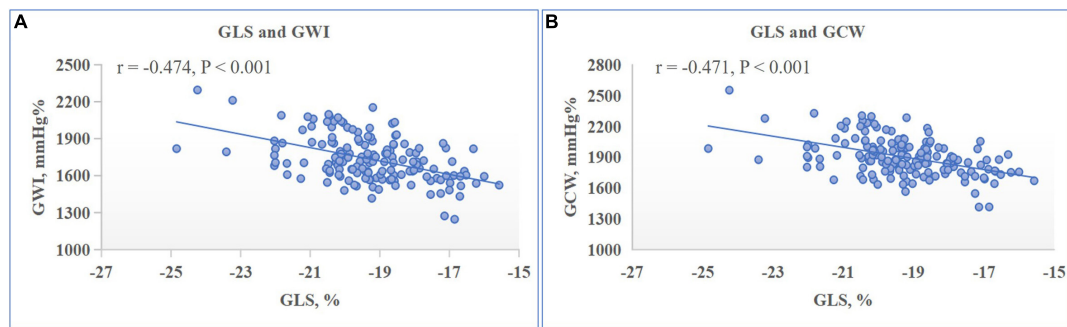 A
GLS and GWI
r = -0.474, P < 0.001
GWI, mmHg%
2500
2200
1900
1600
1300
1000
-27
-25
-23
-21
-19
-17
-15
GLS, %
B
GLS and GCW
r = -0.471, P < 0.001
GCW, mmHg%
2800
2500
2200
1900
1600
1300
1000
-27
-25
-23
-21
-19
-17
-15
GLS, %